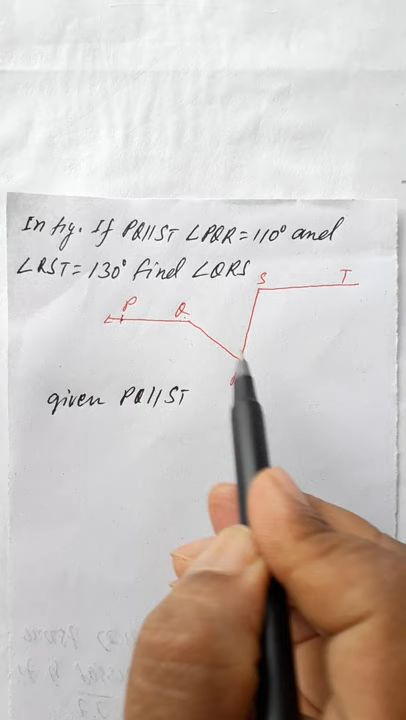 In fig. If PQ||ST ∠PQR = 110° and
∠RST = 130° find ∠QRS
S T
P Q
given PQ||ST